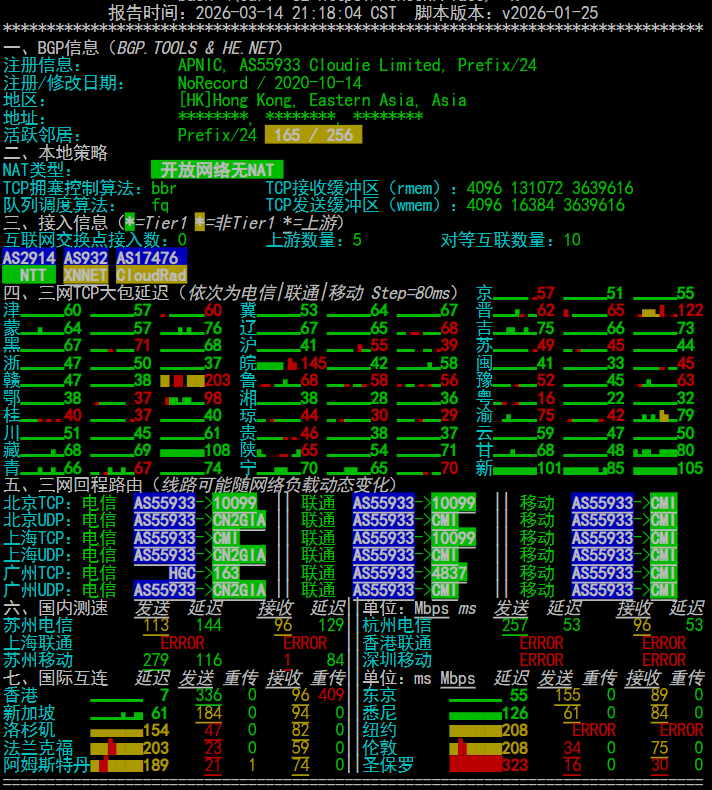 报告时间：2026-03-14 21:18:04 CST  脚本版本：v2026-01-25
********************************************************************************
一、BGP信息（BGP.TOOLS & HE.NET）
注册信息：        APNIC, AS55933 Cloudie Limited, Prefix/24
注册/修改日期：   NoRecord / 2020-10-14
地区：            [HK]Hong Kong, Eastern Asia, Asia
地址：            ********, ********, ********
活跃邻居：        Prefix/24 165 / 256
二、本地策略
NAT类型：         开放网络无NAT
TCP拥塞控制算法：bbr        TCP接收缓冲区（rmem）：4096 131072 3639616
队列调度算法：    fq         TCP发送缓冲区（wmem）：4096 16384 3639616
三、接入信息（*=Tier1 *=非Tier1 *=上游）
互联网交换点接入数：0         上游数量：5         对等互联数量：10
AS2914 AS932 AS17476
NTT XNNET CloudRad
四、三网TCP大包延迟（依次为电信|联通|移动 Step=80ms） 京 57 51 55
津 60 57 60 冀 53 64 67 晋 62 65 122
蒙 64 57 76 辽 67 65 68 吉 75 66 73
黑 67 71 68 沪 41 55 39 苏 49 45 44
浙 47 50 37 皖 145 42 58 闽 41 33 45
赣 47 38 203 鲁 68 58 56 豫 52 45 63
鄂 38 37 98 湘 38 28 36 粤 16 22 32
桂 40 37 40 琼 44 30 29 渝 75 42 79
川 51 45 61 贵 46 38 37 云 59 47 50
藏 68 69 108 陕 65 54 71 甘 68 48 80
青 66 67 74 宁 70 65 70 新 101 85 105
五、三网回程路由（线路可能随网络负载动态变化）
北京TCP：电信 AS55933->10099 || 联通 AS55933->10099 || 移动 AS55933->CMI
北京UDP：电信 AS55933->CN2GIA || 联通 AS55933->CMI || 移动 AS55933->CMI
上海TCP：电信 AS55933->CMI || 联通 AS55933->10099 || 移动 AS55933->CMI
上海UDP：电信 AS55933->CN2GIA || 联通 AS55933->CMI || 移动 AS55933->CMI
广州TCP：电信 HGC->163 || 联通 AS55933->4837 || 移动 AS55933->CMI
广州UDP：电信 AS55933->CN2GIA || 联通 AS55933->CMI || 移动 AS55933->CMI
六、国内测速 发送 延迟 接收 延迟||单位：Mbps ms 发送 延迟 接收 延迟
苏州电信 113 144 96 129||杭州电信 257 53 96 53
上海联通 ERROR ERROR||香港联通 ERROR ERROR
苏州移动 279 116 1 84||深圳移动 ERROR ERROR
七、国际互连 延迟 发送 重传 接收 重传||单位：ms Mbps 延迟 发送 重传 接收 重传
香港 7 336 0 96 409||东京 55 155 0 89 0
新加坡 61 184 0 94 0||悉尼 126 61 0 84 0
洛杉矶 154 47 0 82 0||纽约 208 ERROR ERROR
法兰克福 203 23 0 59 0||伦敦 208 34 0 75 0
阿姆斯特丹 189 21 1 74 0||圣保罗 323 16 0 30 0
================================================================================